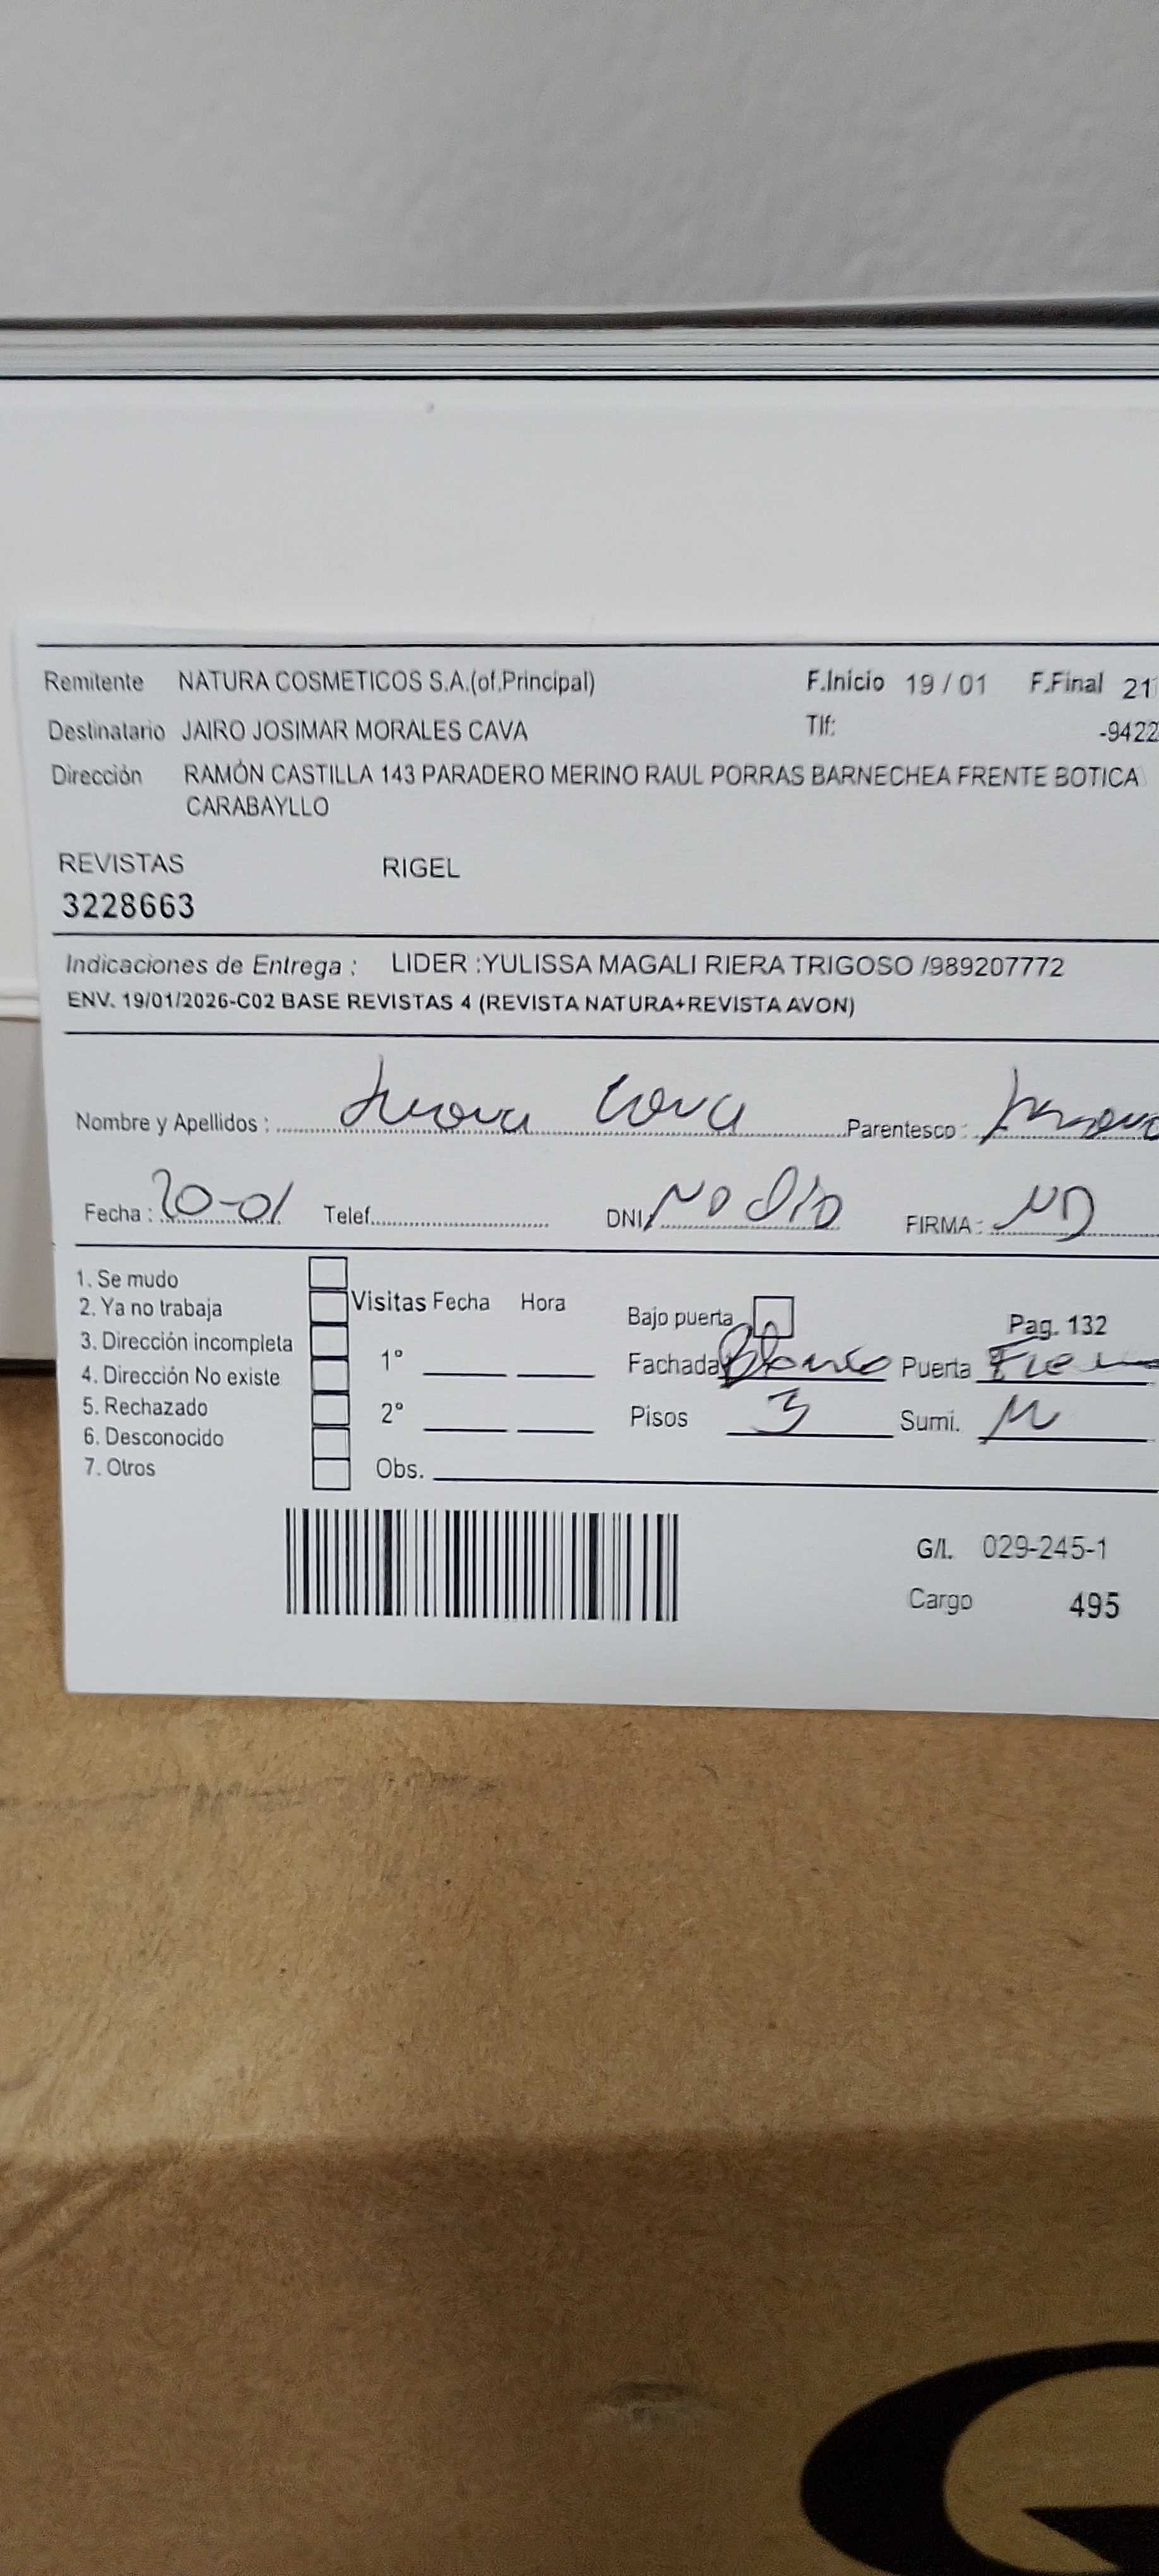 Remitente NATURA COSMETICOS S.A.(of.Principal) F.Inicio 19 / 01 F.Final 21
Destinatario JAIRO JOSIMAR MORALES CAVA Tlf: -9422
Dirección RAMÓN CASTILLA 143 PARADERO MERINO RAUL PORRAS BARNECHEA FRENTE BOTICA
CARABAYLLO
REVISTAS RIGEL
3228663
Indicaciones de Entrega : LIDER :YULISSA MAGALI RIERA TRIGOSO /989207772
ENV. 19/01/2026-C02 BASE REVISTAS 4 (REVISTA NATURA+REVISTA AVON)
Nombre y Apellidos : Cava Parentesco :
Fecha : 20-01 Telef. DNI No dio FIRMA : ND
1. Se mudo
2. Ya no trabaja Visitas Fecha Hora Bajo puerta Pag. 132
3. Dirección incompleta 1° Fachada Blanco Puerta
4. Dirección No existe
5. Rechazado 2° Pisos 3 Sumi.
6. Desconocido
7. Otros Obs.
G/I. 029-245-1
Cargo 495